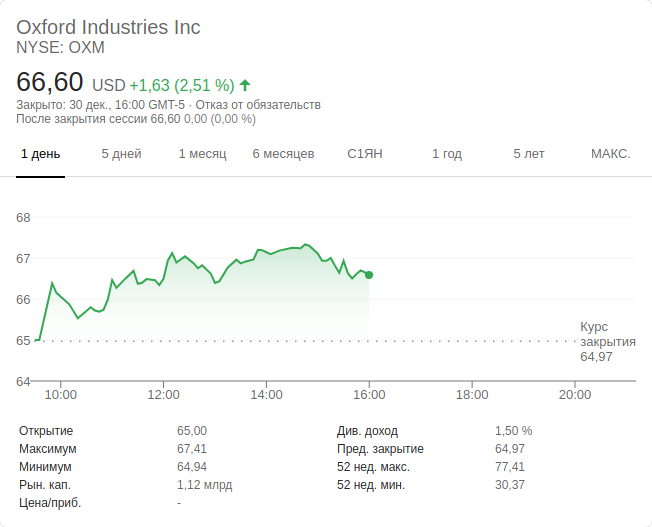 Oxford Industries Inc
NYSE: OXM
66,60 USD +1,63 (2,51 %)
Закрыто: 30 дек., 16:00 GMT-5 · Отказ от обязательств
После закрытия сессии 66,60 0,00 (0,00 %)
1 день 5 дней 1 месяц 6 месяцев С1ЯН 1 год 5 лет МАКС.
68
67
66
65
64
Курс
закрытия
64,97
10:00 12:00 14:00 16:00 18:00 20:00
Открытие 65,00 Див. доход 1,50 %
Максимум 67,41 Пред. закрытие 64,97
Минимум 64,94 52 нед. макс. 77,41
Рын. кап. 1,12 млрд 52 нед. мин. 30,37
Цена/приб. -